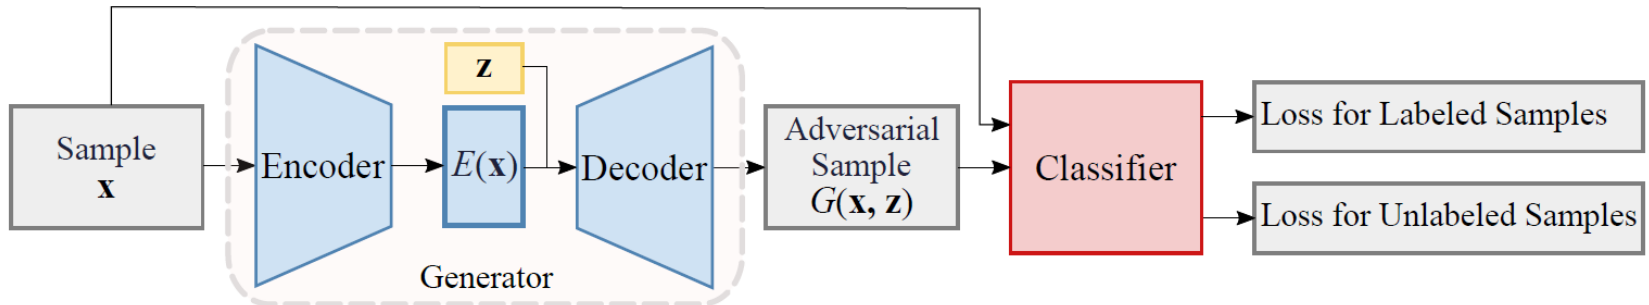 Sample
x
Encoder
z
E(x)
Decoder
Generator
Adversarial
Sample
G(x, z)
Classifier
Loss for Labeled Samples
Loss for Unlabeled Samples